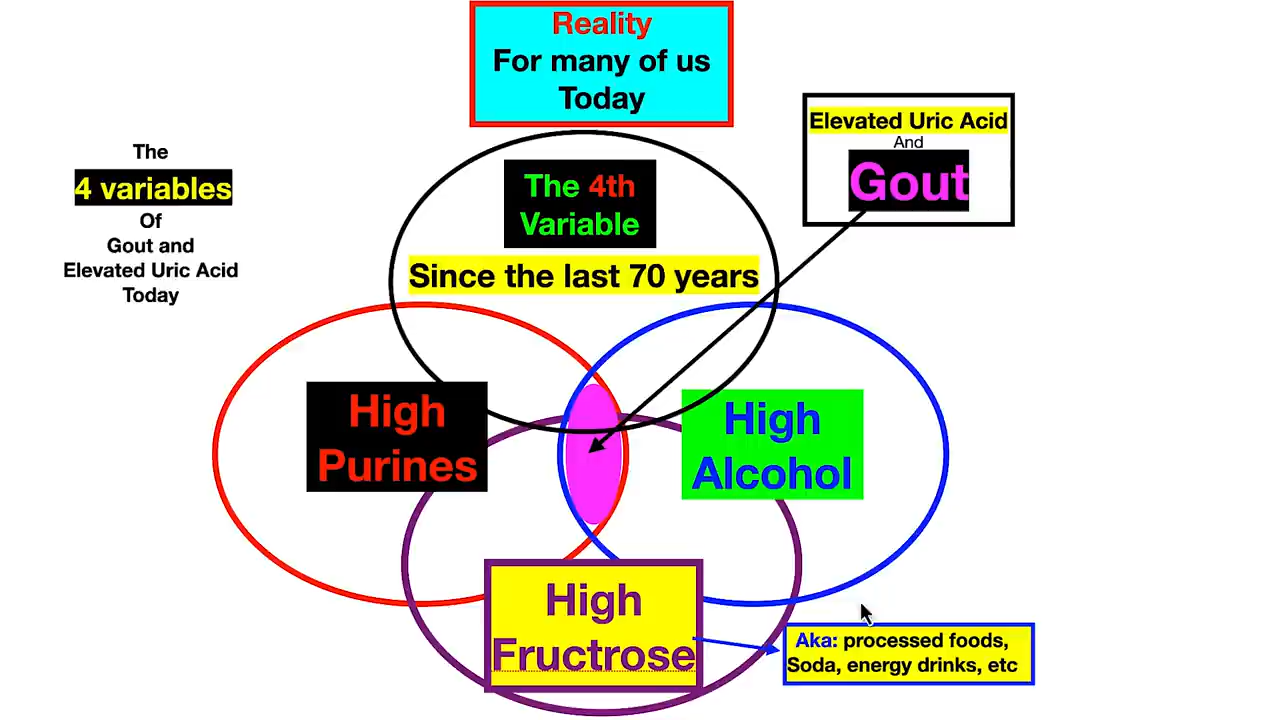 Reality
For many of us
Today
Elevated Uric Acid
And
Gout
The
4 variables
Of
Gout and
Elevated Uric Acid
Today
The 4th
Variable
Since the last 70 years
High
Purines
High
Alcohol
High
Fructrose
Aka: processed foods,
Soda, energy drinks, etc